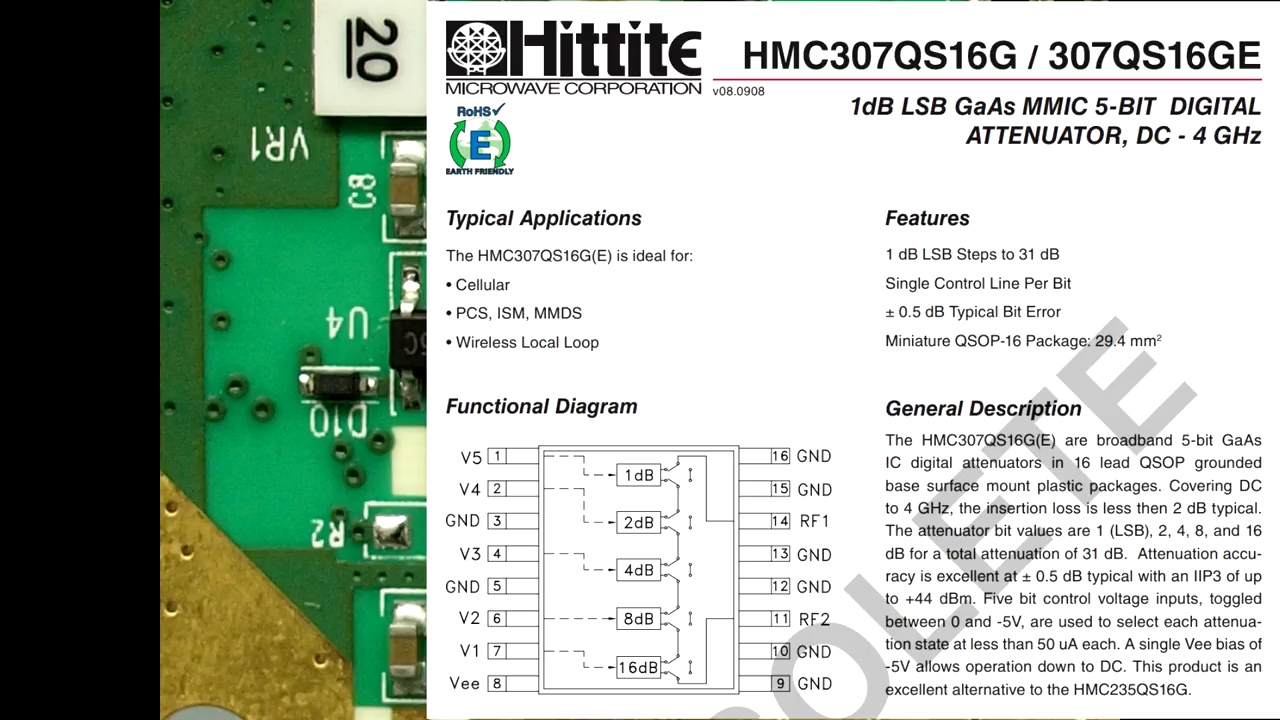 20
VR1
C8
U4
D10
R2
Hittite
MICROWAVE CORPORATION
v08.0908
HMC307QS16G / 307QS16GE
1dB LSB GaAs MMIC 5-BIT DIGITAL
ATTENUATOR, DC - 4 GHz
RoHS✓
E
EARTH FRIENDLY
Typical Applications
The HMC307QS16G(E) is ideal for:
• Cellular
• PCS, ISM, MMDS
• Wireless Local Loop
Features
1 dB LSB Steps to 31 dB
Single Control Line Per Bit
± 0.5 dB Typical Bit Error
Miniature QSOP-16 Package: 29.4 mm²
Functional Diagram
V5 1 1dB 16 GND
V4 2 15 GND
GND 3 2dB 14 RF1
V3 4 4dB 13 GND
GND 5 12 GND
V2 6 8dB 11 RF2
V1 7 16dB 10 GND
Vee 8 9 GND
General Description
The HMC307QS16G(E) are broadband 5-bit GaAs
IC digital attenuators in 16 lead QSOP grounded
base surface mount plastic packages. Covering DC
to 4 GHz, the insertion loss is less then 2 dB typical.
The attenuator bit values are 1 (LSB), 2, 4, 8, and 16
dB for a total attenuation of 31 dB. Attenuation accu-
racy is excellent at ± 0.5 dB typical with an IIP3 of up
to +44 dBm. Five bit control voltage inputs, toggled
between 0 and -5V, are used to select each attenua-
tion state at less than 50 uA each. A single Vee bias of
-5V allows operation down to DC. This product is an
excellent alternative to the HMC235QS16G.
OLETE